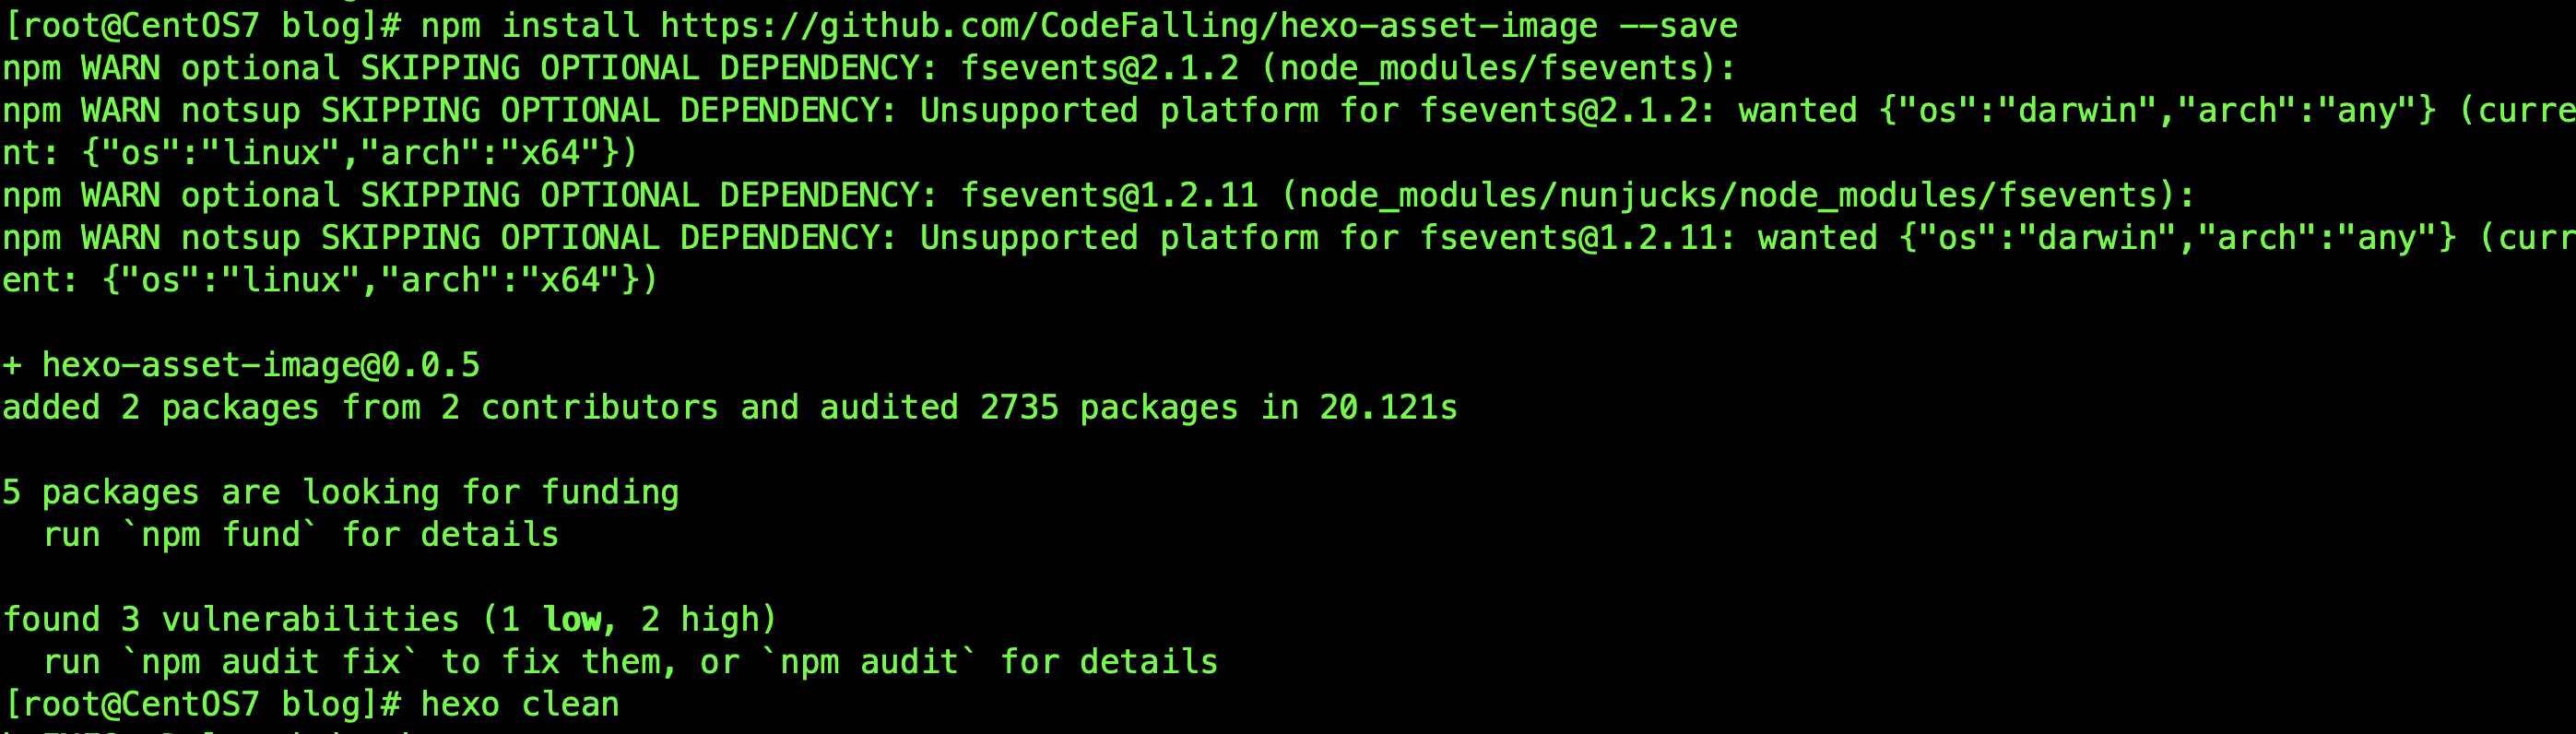 [root@CentOS7 blog]# npm install https://github.com/CodeFalling/hexo-asset-image --save
npm WARN optional SKIPPING OPTIONAL DEPENDENCY: fsevents@2.1.2 (node_modules/fsevents):
npm WARN notsup SKIPPING OPTIONAL DEPENDENCY: Unsupported platform for fsevents@2.1.2: wanted {"os":"darwin","arch":"any"} (curre
nt: {"os":"linux","arch":"x64"})
npm WARN optional SKIPPING OPTIONAL DEPENDENCY: fsevents@1.2.11 (node_modules/nunjucks/node_modules/fsevents):
npm WARN notsup SKIPPING OPTIONAL DEPENDENCY: Unsupported platform for fsevents@1.2.11: wanted {"os":"darwin","arch":"any"} (curr
ent: {"os":"linux","arch":"x64"})
+ hexo-asset-image@0.0.5
added 2 packages from 2 contributors and audited 2735 packages in 20.121s
5 packages are looking for funding
  run `npm fund` for details
found 3 vulnerabilities (1 low, 2 high)
  run `npm audit fix` to fix them, or `npm audit` for details
[root@CentOS7 blog]# hexo clean